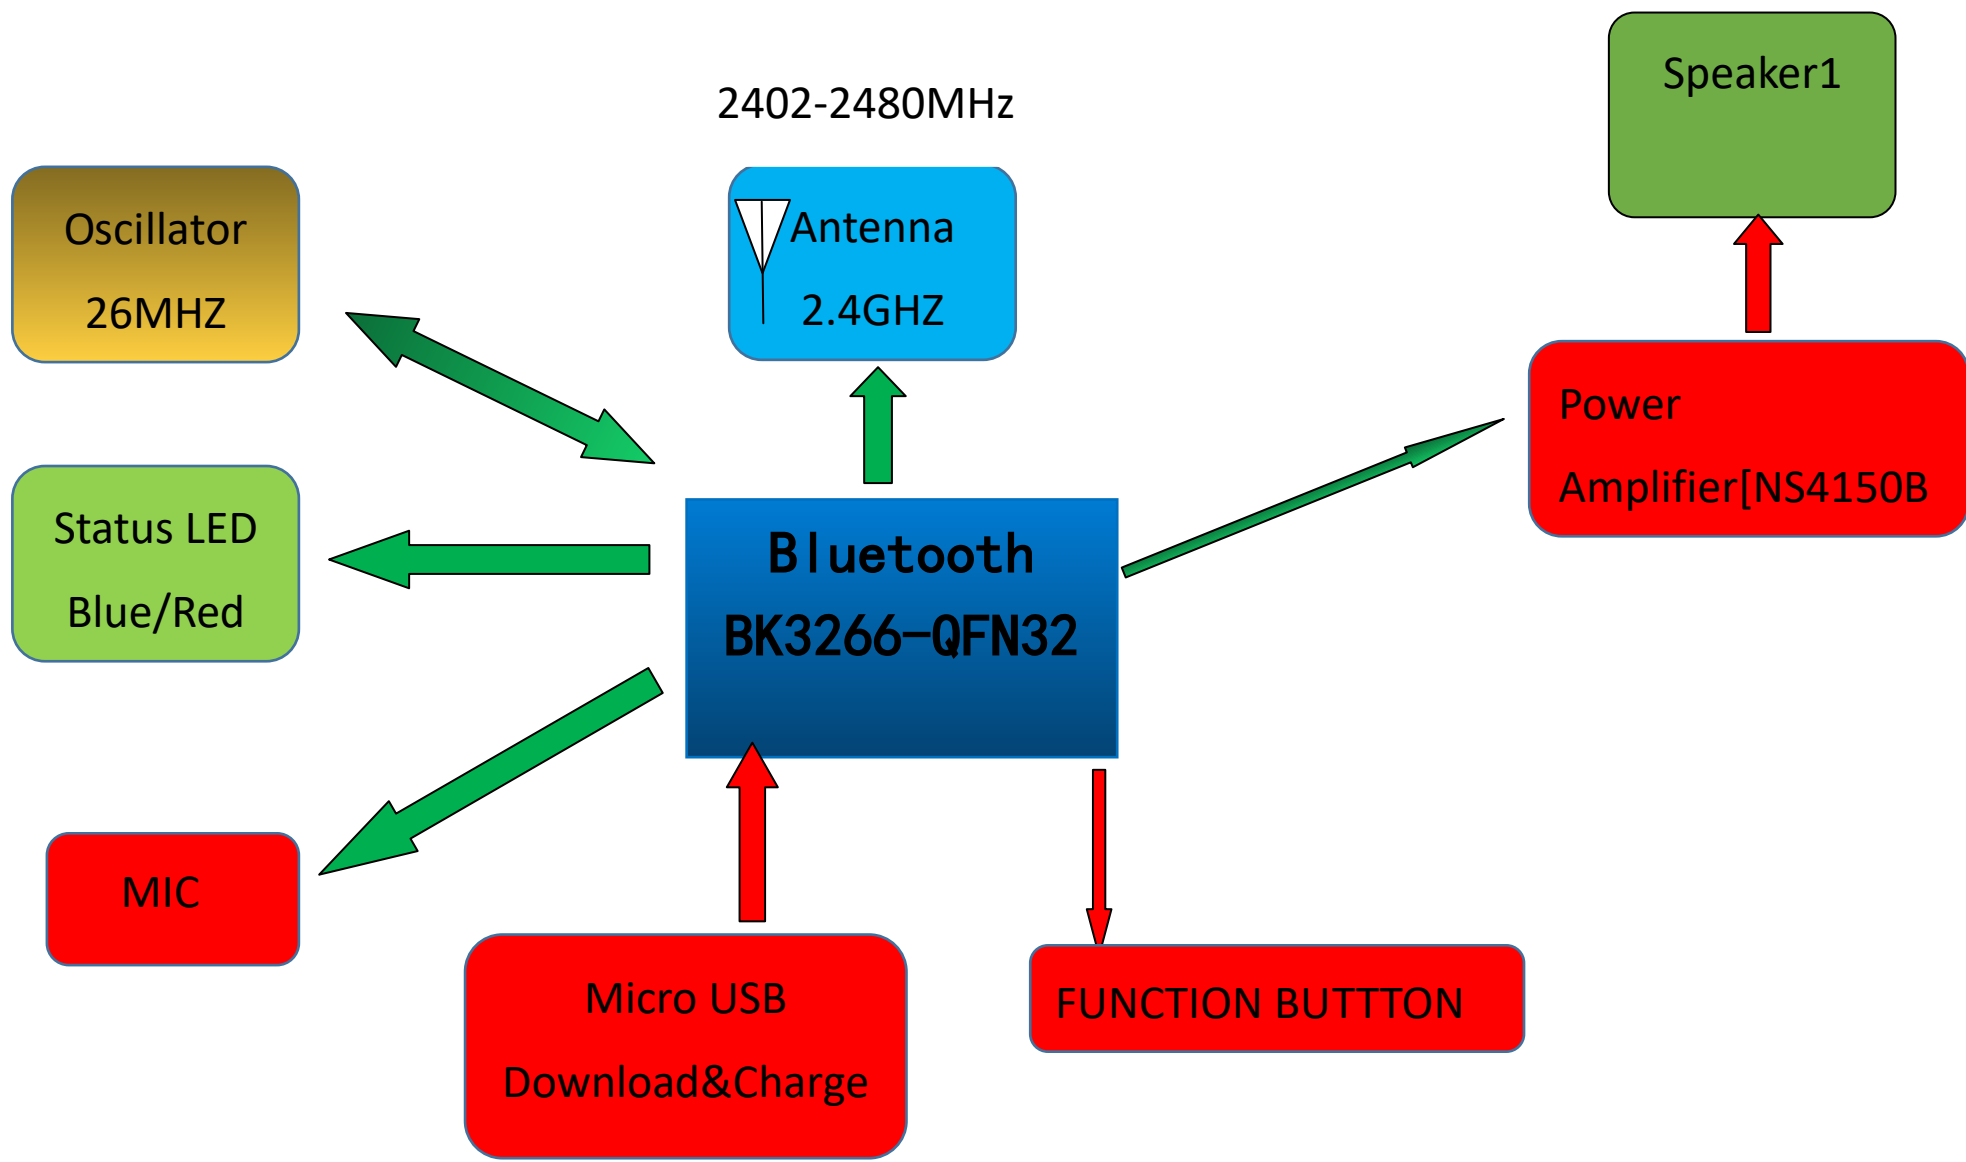 Speaker1
2402-2480MHz
Oscillator
26MHZ
Antenna
2.4GHZ
Power
Amplifier[NS4150B
Status LED
Blue/Red
Bluetooth
BK3266-QFN32
MIC
Micro USB
Download&Charge
FUNCTION BUTTTON